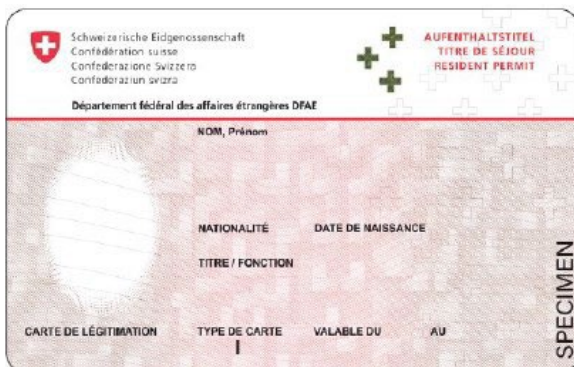 Schweizerische Eidgenossenschaft
Confédération suisse
Confederazione Svizzera
Confederaziun svizra
Département fédéral des affaires étrangères DFAE
AUFENTHALTSTITEL
TITRE DE SÉJOUR
RESIDENT PERMIT
NOM, Prénom
NATIONALITÉ DATE DE NAISSANCE
TITRE / FONCTION
CARTE DE LÉGITIMATION TYPE DE CARTE VALABLE DU AU
I
SPECIMEN